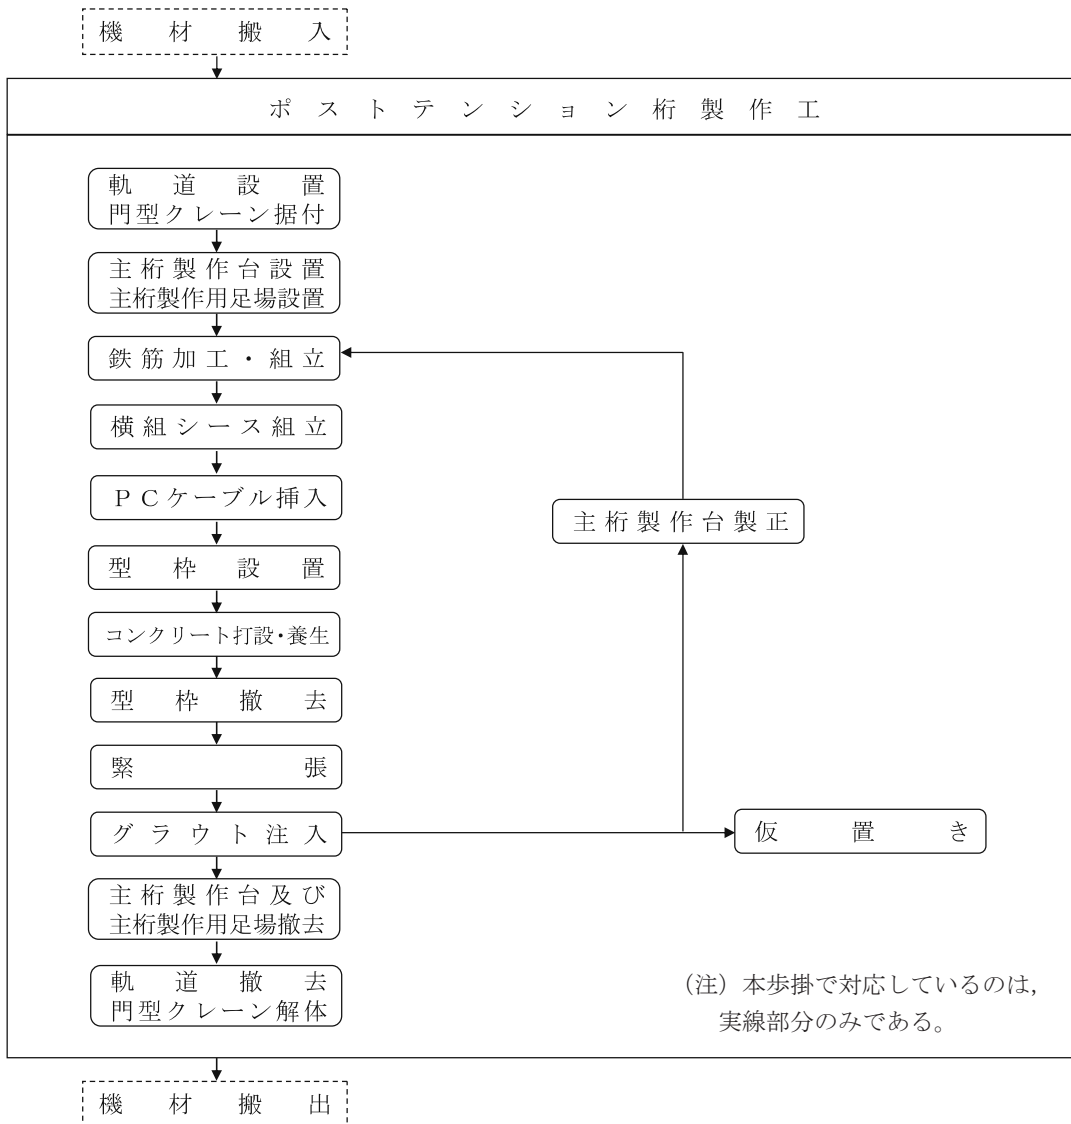 機材搬入
ポストテンション桁製作工
軌道設置
門型クレーン据付
主桁製作台設置
主桁製作用足場設置
鉄筋加工・組立
横組シース組立
PCケーブル挿入
型枠設置
コンクリート打設・養生
型枠撤去
緊張
グラウト注入
主桁製作台製正
仮置き
主桁製作台及び
主桁製作用足場撤去
軌道撤去
門型クレーン解体
（注）本歩掛で対応しているのは，
実線部分のみである。
機材搬出